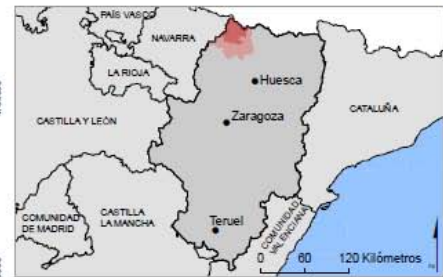 PAÍS VASCO
NAVARRA
LA RIOJA
Huesca
CATALUÑA
Zaragoza
CASTILLA Y LEÓN
COMUNIDAD
DE MADRID
CASTILLA
LA MANCHA
Teruel
COMUNIDAD
VALENCIANA
0 60 120 Kilómetros